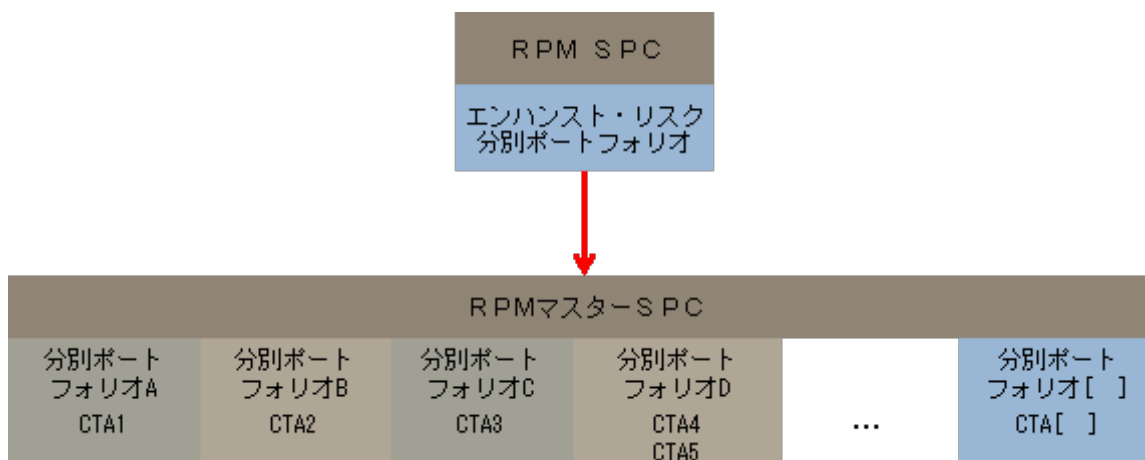 RPM SPC
エンハンスト・リスク
分別ポートフォリオ
RPMマスターSPC
分別ポート
フォリオA
CTA1
分別ポート
フォリオB
CTA2
分別ポート
フォリオC
CTA3
分別ポート
フォリオD
CTA4
CTA5
...
分別ポート
フォリオ[ ]
CTA[ ]